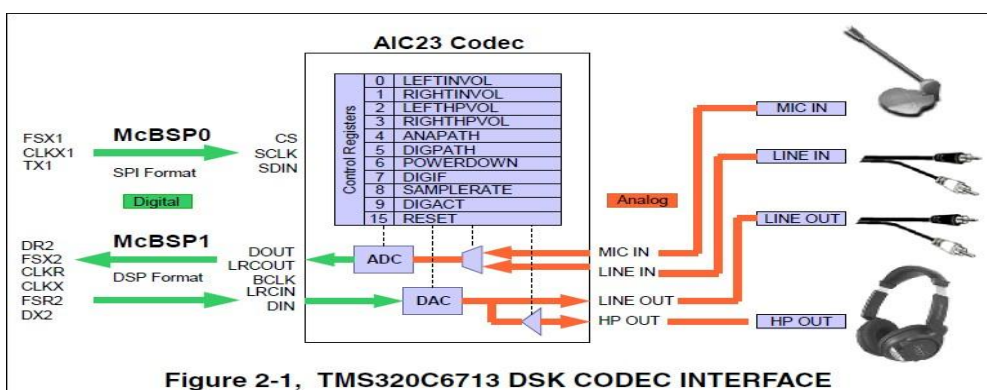 AIC23 Codec
Control Registers
0 LEFTINVOL
1 RIGHTINVOL
2 LEFTHPVOL
3 RIGHTHPVOL
4 ANAPATH
5 DIGPATH
6 POWERDOWN
7 DIGIF
8 SAMPLERATE
9 DIGACT
15 RESET
McBSP0
FSX1
CLKX1
TX1
SPI Format
CS
SCLK
SDIN
Digital
McBSP1
DR2
FSX2
CLKR
CLKX
FSR2
DX2
DSP Format
DOUT
LRCOUT
BCLK
LRCIN
DIN
ADC
DAC
Analog
MIC IN
LINE IN
LINE OUT
HP OUT
MIC IN
LINE IN
LINE OUT
HP OUT
Figure 2-1, TMS320C6713 DSK CODEC INTERFACE